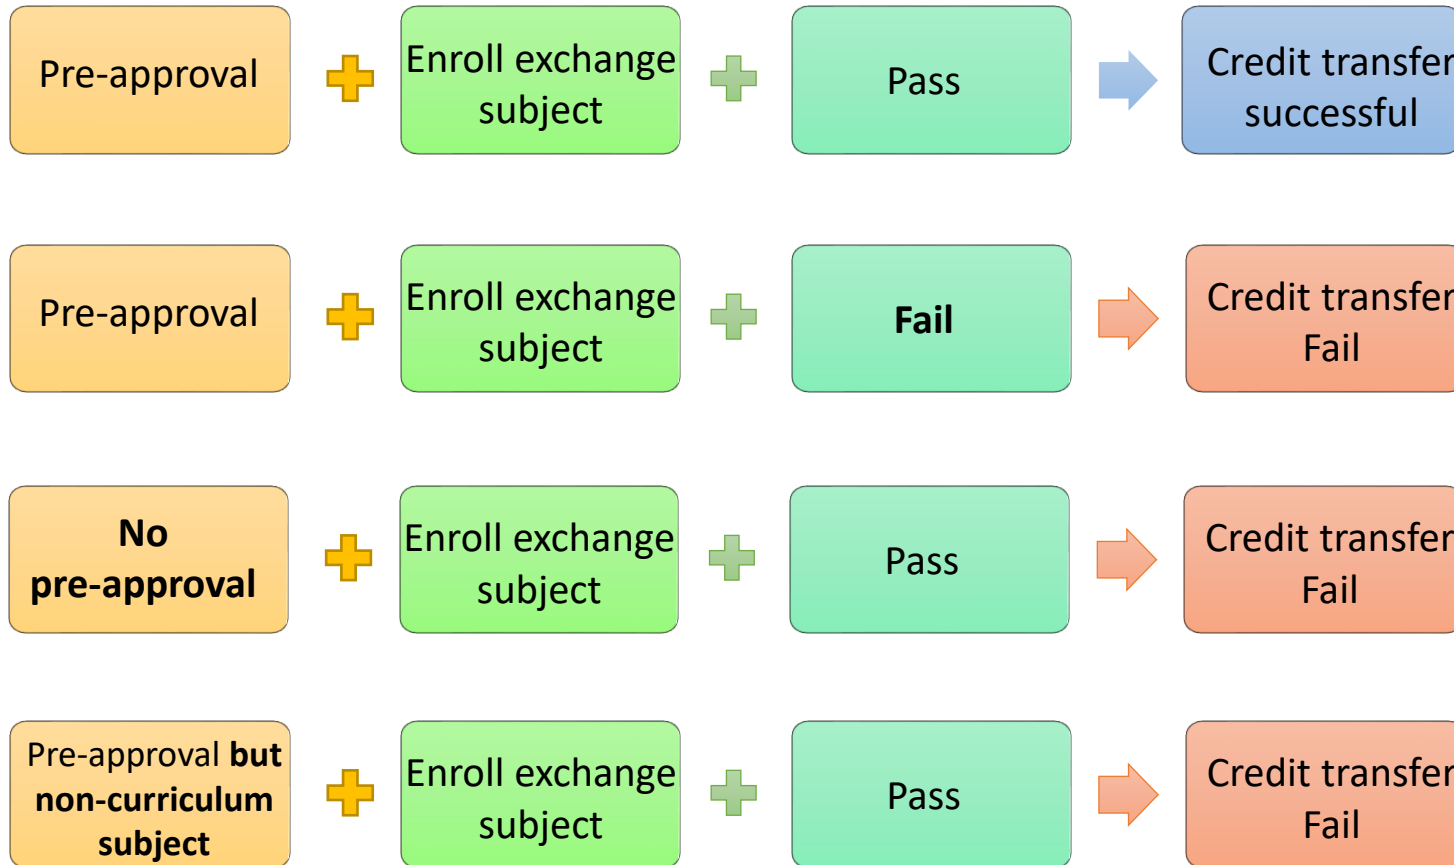 Pre-approval
Enroll exchange
subject
Pass
Credit transfer
successful
Pre-approval
Enroll exchange
subject
Fail
Credit transfer
Fail
No
pre-approval
Enroll exchange
subject
Pass
Credit transfer
Fail
Pre-approval but
non-curriculum
subject
Enroll exchange
subject
Pass
Credit transfer
Fail